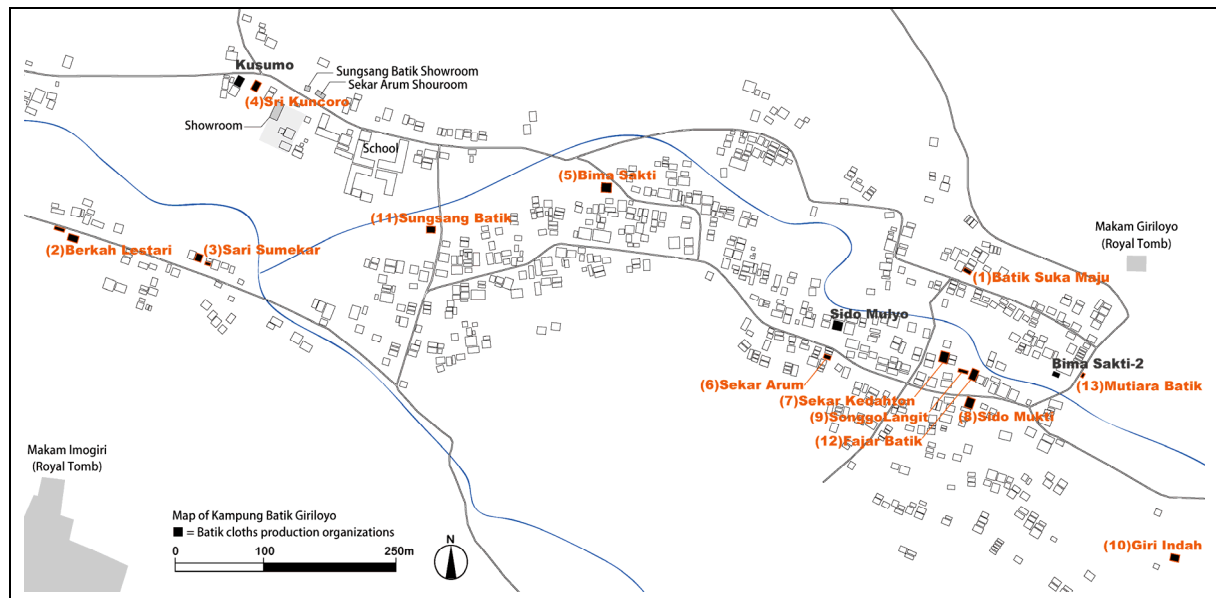 Kusumo
Sungsang Batik Showroom
Sekar Arum Shouroom
(4)Sri Kuncoro
Showroom
School
(5)Bima Sakti
(11)Sungsang Batik
(2)Berkah Lestari
(3)Sari Sumekar
Makam Giriloyo
(Royal Tomb)
(1)Batik Suka Maju
Sido Mulyo
Bima Sakti-2
(6)Sekar Arum
(13)Mutiara Batik
(7)Sekar Kedahton
(9)SonggoLangit
(8)Sido Mukti
(12)Fajar Batik
Makam Imogiri
(Royal Tomb)
Map of Kampung Batik Giriloyo
= Batik cloths production organizations
0 100 250m
N
(10)Giri Indah